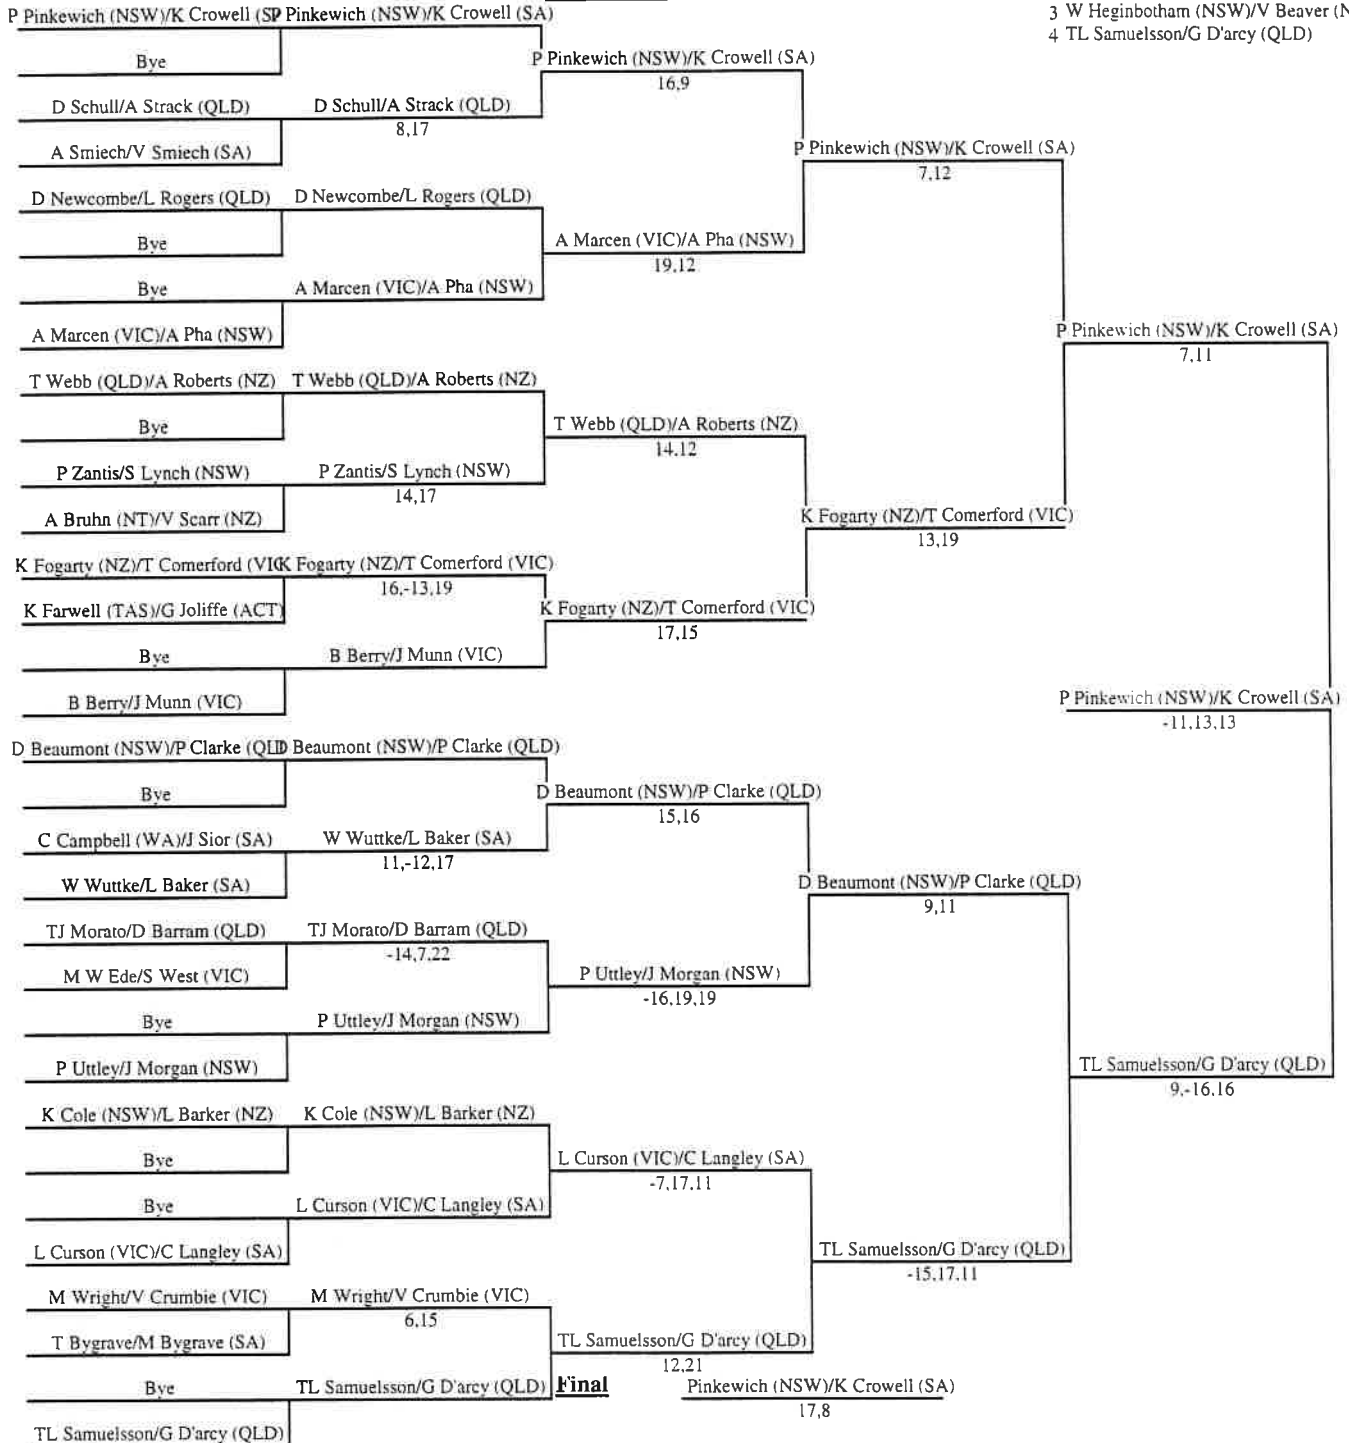 P Pinkewich (NSW)/K Crowell (SA
P Pinkewich (NSW)/K Crowell (SA)
3 W Heginbotham (NSW)/V Beaver (N
4 TL Samuelsson/G D'arcy (QLD)
Bye
P Pinkewich (NSW)/K Crowell (SA)
16,9
D Schull/A Strack (QLD)
D Schull/A Strack (QLD)
8,17
A Smiech/V Smiech (SA)
P Pinkewich (NSW)/K Crowell (SA)
7,12
D Newcombe/L Rogers (QLD)
D Newcombe/L Rogers (QLD)
Bye
A Marcen (VIC)/A Pha (NSW)
19,12
Bye
A Marcen (VIC)/A Pha (NSW)
A Marcen (VIC)/A Pha (NSW)
P Pinkewich (NSW)/K Crowell (SA)
7,11
T Webb (QLD)/A Roberts (NZ)
T Webb (QLD)/A Roberts (NZ)
Bye
T Webb (QLD)/A Roberts (NZ)
14,12
P Zantis/S Lynch (NSW)
P Zantis/S Lynch (NSW)
14,17
A Bruhn (NT)/V Scarr (NZ)
K Fogarty (NZ)/T Comerford (VIC)
13,19
K Fogarty (NZ)/T Comerford (VIC
K Fogarty (NZ)/T Comerford (VIC)
16,-13,19
K Farwell (TAS)/G Joliffe (ACT)
K Fogarty (NZ)/T Comerford (VIC)
17,15
Bye
B Berry/J Munn (VIC)
B Berry/J Munn (VIC)
P Pinkewich (NSW)/K Crowell (SA)
-11,13,13
D Beaumont (NSW)/P Clarke (QLD
D Beaumont (NSW)/P Clarke (QLD)
Bye
D Beaumont (NSW)/P Clarke (QLD)
15,16
C Campbell (WA)/J Sior (SA)
W Wuttke/L Baker (SA)
11,-12,17
W Wuttke/L Baker (SA)
D Beaumont (NSW)/P Clarke (QLD)
9,11
TJ Morato/D Barram (QLD)
TJ Morato/D Barram (QLD)
-14,7,22
M W Ede/S West (VIC)
P Uttley/J Morgan (NSW)
-16,19,19
Bye
P Uttley/J Morgan (NSW)
P Uttley/J Morgan (NSW)
TL Samuelsson/G D'arcy (QLD)
9,-16,16
K Cole (NSW)/L Barker (NZ)
K Cole (NSW)/L Barker (NZ)
Bye
L Curson (VIC)/C Langley (SA)
-7,17,11
Bye
L Curson (VIC)/C Langley (SA)
L Curson (VIC)/C Langley (SA)
TL Samuelsson/G D'arcy (QLD)
-15,17,11
M Wright/V Crumbie (VIC)
M Wright/V Crumbie (VIC)
6,15
T Bygrave/M Bygrave (SA)
TL Samuelsson/G D'arcy (QLD)
12,21
Bye
TL Samuelsson/G D'arcy (QLD)
Final
Pinkewich (NSW)/K Crowell (SA)
17,8
TL Samuelsson/G D'arcy (QLD)